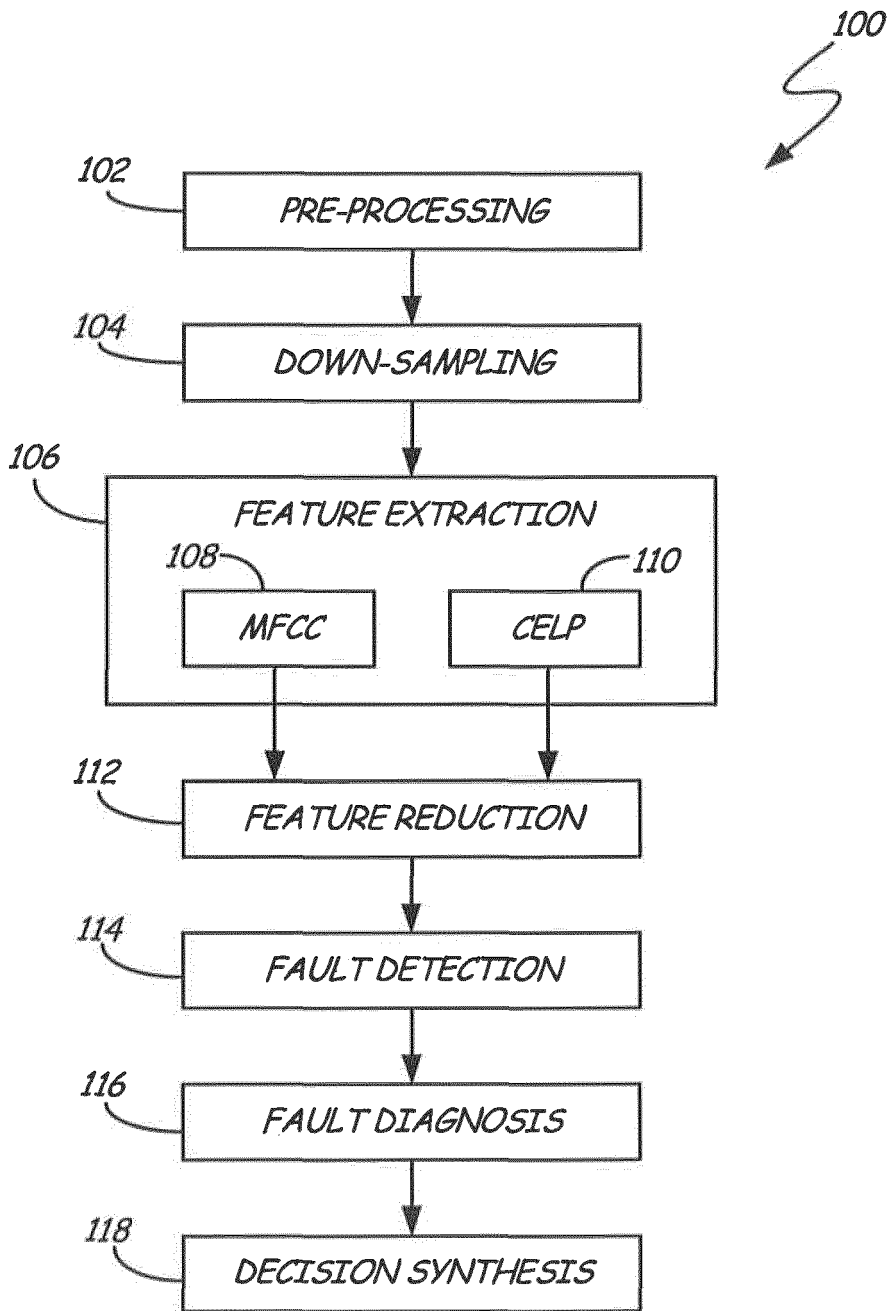 100
102
PRE-PROCESSING
104
DOWN-SAMPLING
106
FEATURE EXTRACTION
108
110
MFCC
CELP
112
FEATURE REDUCTION
114
FAULT DETECTION
116
FAULT DIAGNOSIS
118
DECISION SYNTHESIS